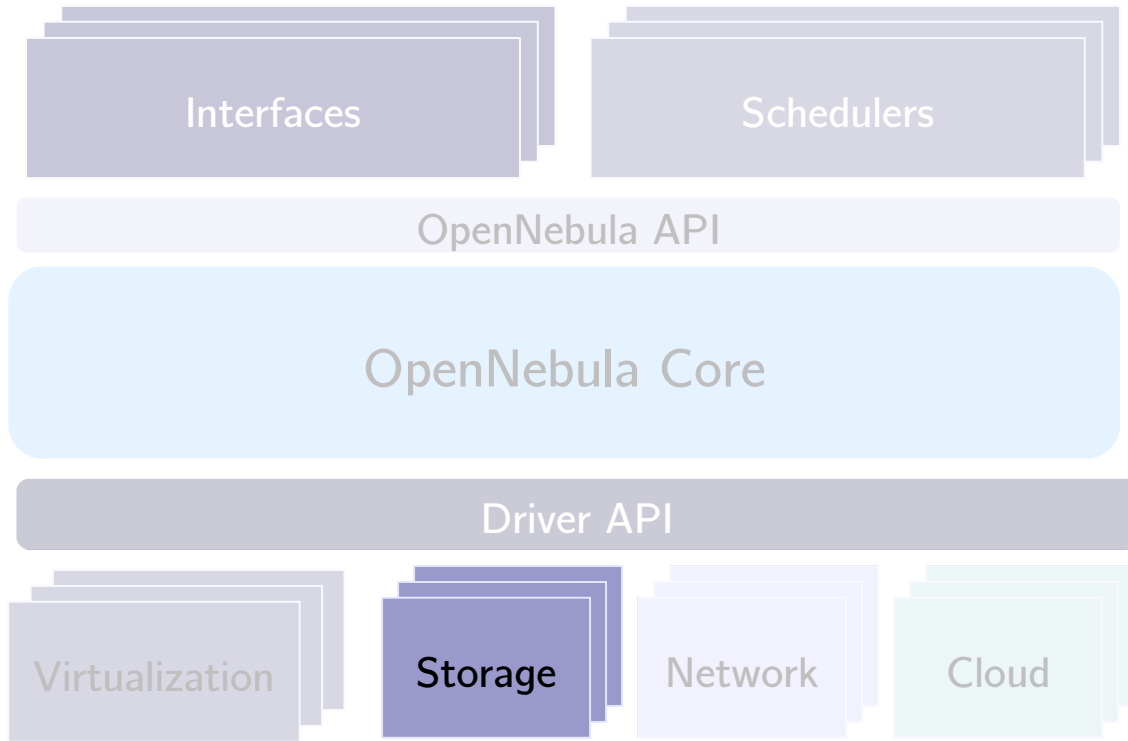 Interfaces
Schedulers
OpenNebula API
OpenNebula Core
Driver API
Virtualization
Storage
Network
Cloud